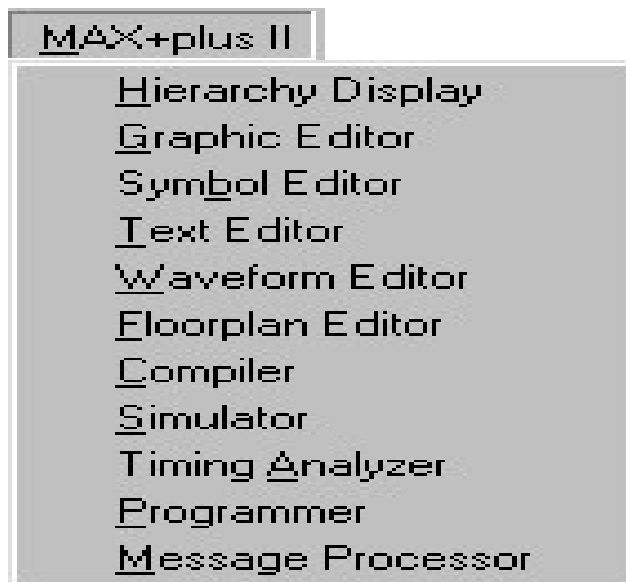 MAX+plus II
Hierarchy Display
Graphic Editor
Symbol Editor
Text Editor
Waveform Editor
Floorplan Editor
Compiler
Simulator
Timing Analyzer
Programmer
Message Processor